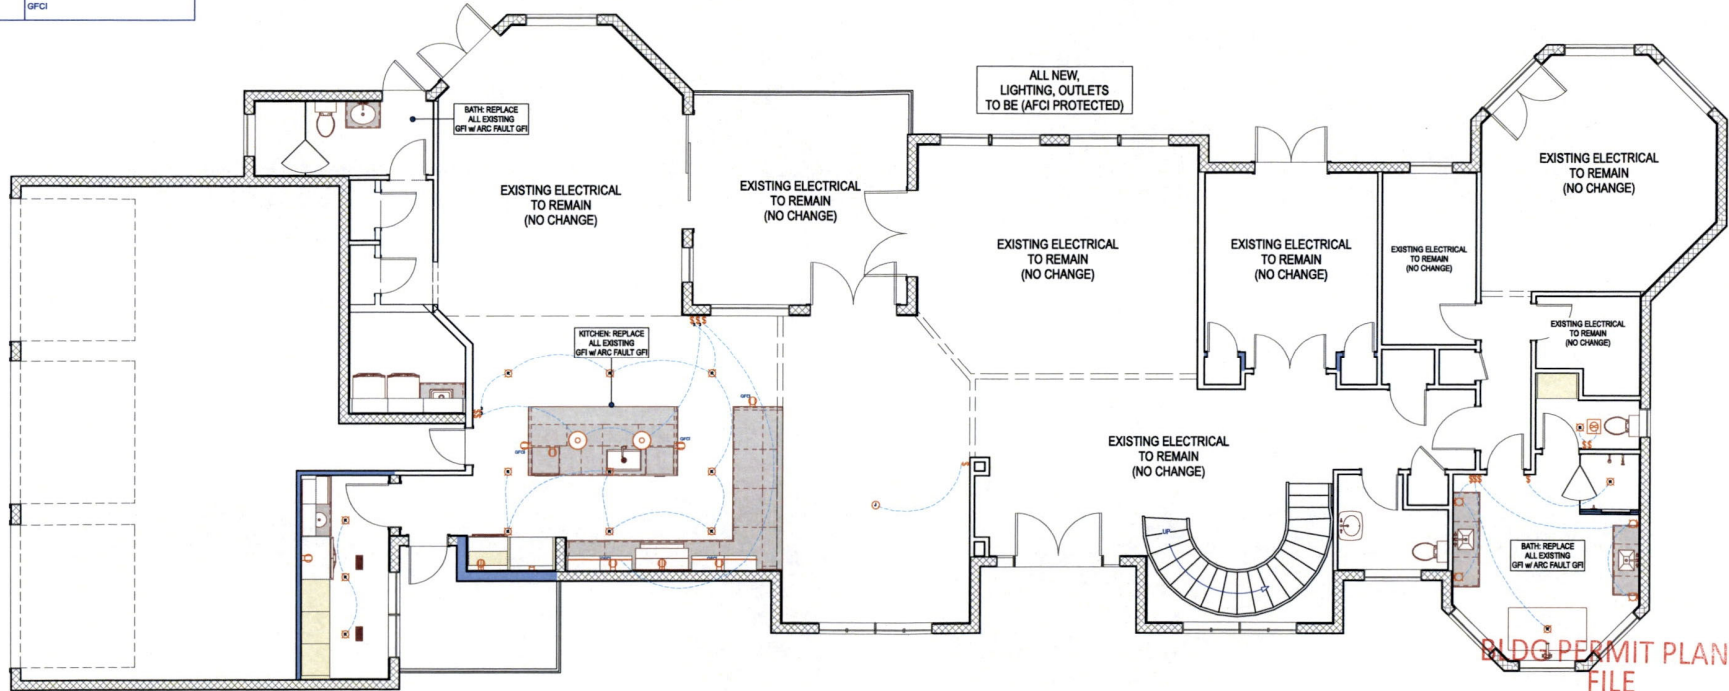 GFCI
ALL NEW,
LIGHTING, OUTLETS
TO BE (AFCI PROTECTED)
BATH: REPLACE
ALL EXISTING
GFI w/ ARC FAULT GFI
EXISTING ELECTRICAL
TO REMAIN
(NO CHANGE)
EXISTING ELECTRICAL
TO REMAIN
(NO CHANGE)
EXISTING ELECTRICAL
TO REMAIN
(NO CHANGE)
EXISTING ELECTRICAL
TO REMAIN
(NO CHANGE)
EXISTING ELECTRICAL
TO REMAIN
(NO CHANGE)
EXISTING ELECTRICAL
TO REMAIN
(NO CHANGE)
$$$
KITCHEN: REPLACE
ALL EXISTING
GFI w/ ARC FAULT GFI
EXISTING ELECTRICAL
TO REMAIN
(NO CHANGE)
GFCI
$$
GFCI
GFCI
EXISTING ELECTRICAL
TO REMAIN
(NO CHANGE)
$$
$$$
$
UP
BATH: REPLACE
ALL EXISTING
GFI w/ ARC FAULT GFI
BLDG PERMIT PLAN
FILE